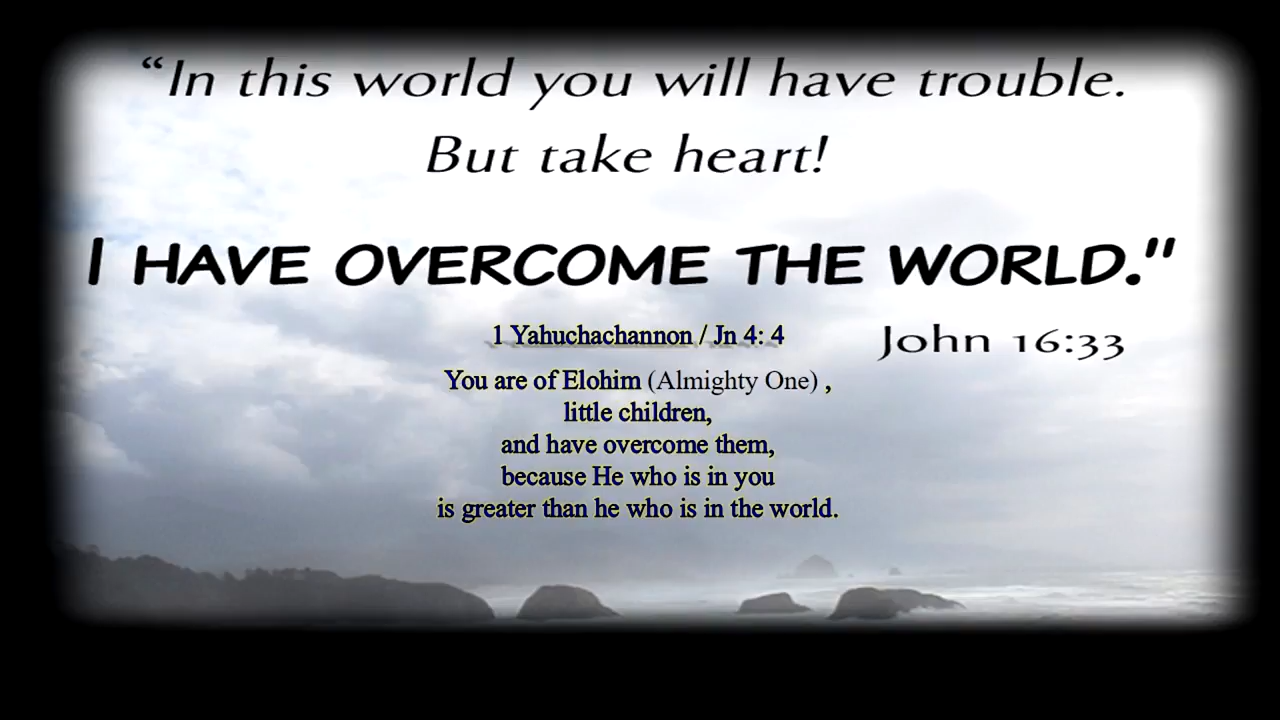 “In this world you will have trouble.
But take heart!
I HAVE OVERCOME THE WORLD."
John 16:33
1 Yahuchachannon / Jn 4: 4
You are of Elohim (Almighty One) ,
little children,
and have overcome them,
because He who is in you
is greater than he who is in the world.